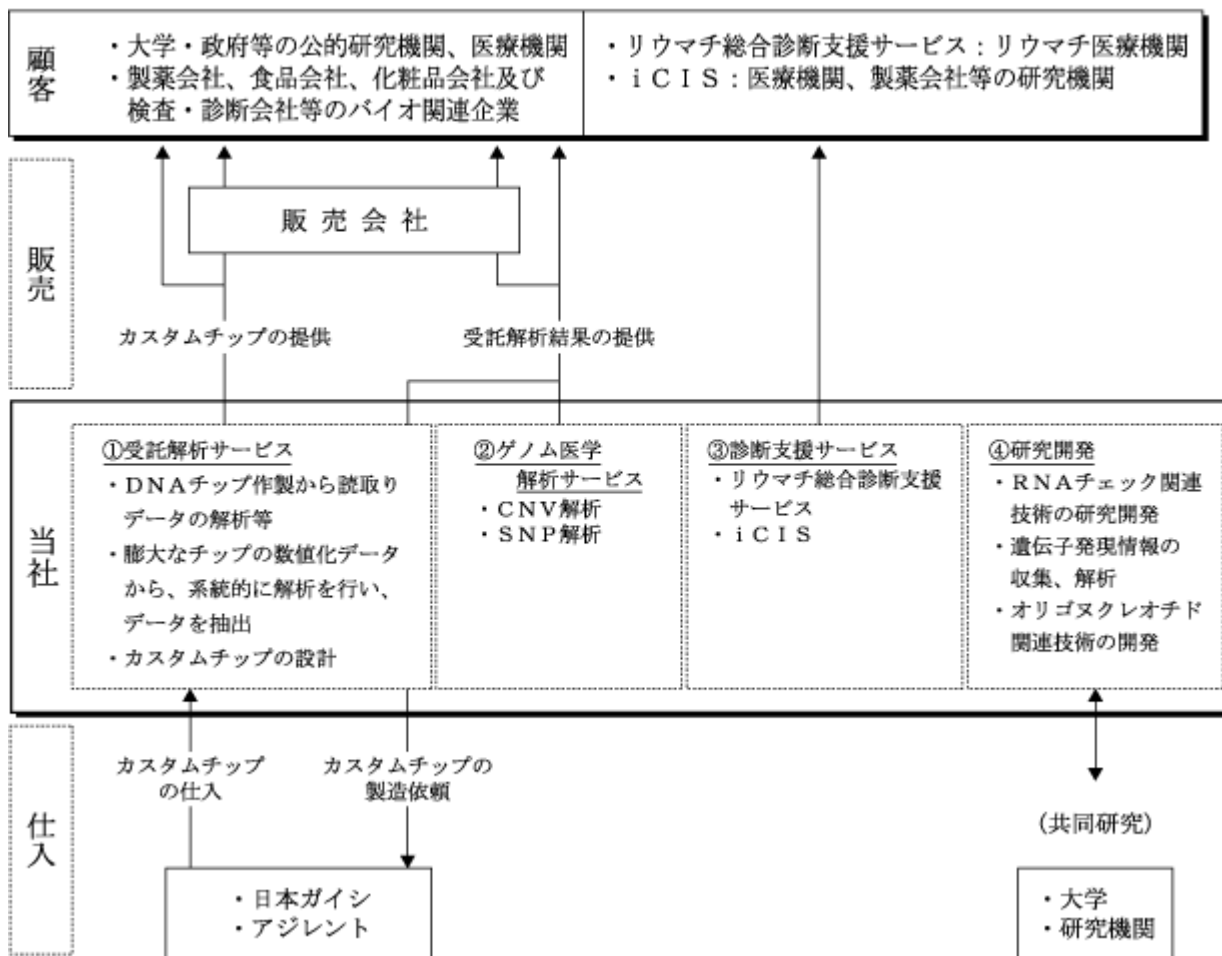 顧客
・大学・政府等の公的研究機関、医療機関
・製薬会社、食品会社、化粧品会社及び
検査・診断会社等のバイオ関連企業
・リウマチ総合診断支援サービス：リウマチ医療機関
・ｉＣＩＳ：医療機関、製薬会社等の研究機関
販売
販売会社
カスタムチップの提供
受託解析結果の提供
当社
①受託解析サービス
・ＤＮＡチップ作製から読取り
データの解析等
・膨大なチップの数値化データ
から、系統的に解析を行い、
データを抽出
・カスタムチップの設計
②ゲノム医学
解析サービス
・ＣＮＶ解析
・ＳＮＰ解析
③診断支援サービス
・リウマチ総合診断支援
サービス
・ｉＣＩＳ
④研究開発
・ＲＮＡチェック関連
技術の研究開発
・遺伝子発現情報の
収集、解析
・オリゴヌクレオチド
関連技術の開発
仕入
カスタムチップ
の仕入
カスタムチップの
製造依頼
・日本ガイシ
・アジレント
（共同研究）
・大学
・研究機関